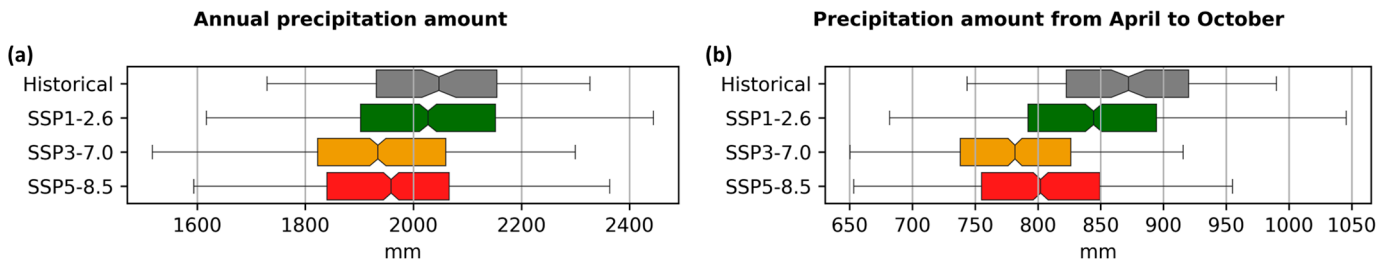 Annual precipitation amount
(a)
Historical
SSP1-2.6
SSP3-7.0
SSP5-8.5
1600 1800 2000 2200 2400
mm
Precipitation amount from April to October
(b)
Historical
SSP1-2.6
SSP3-7.0
SSP5-8.5
650 700 750 800 850 900 950 1000 1050
mm